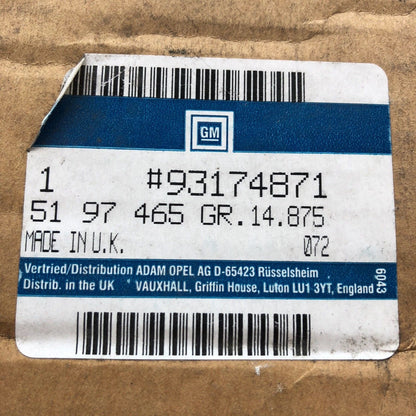 GM
1 #93174871
51 97 465 GR.14.875
MADE IN U.K. 072
Vertried/Distribution ADAM OPEL AG D-65423 Rüsselsheim
Distrib. in the UK VAUXHALL, Griffin House, Luton LU1 3YT, England
6043